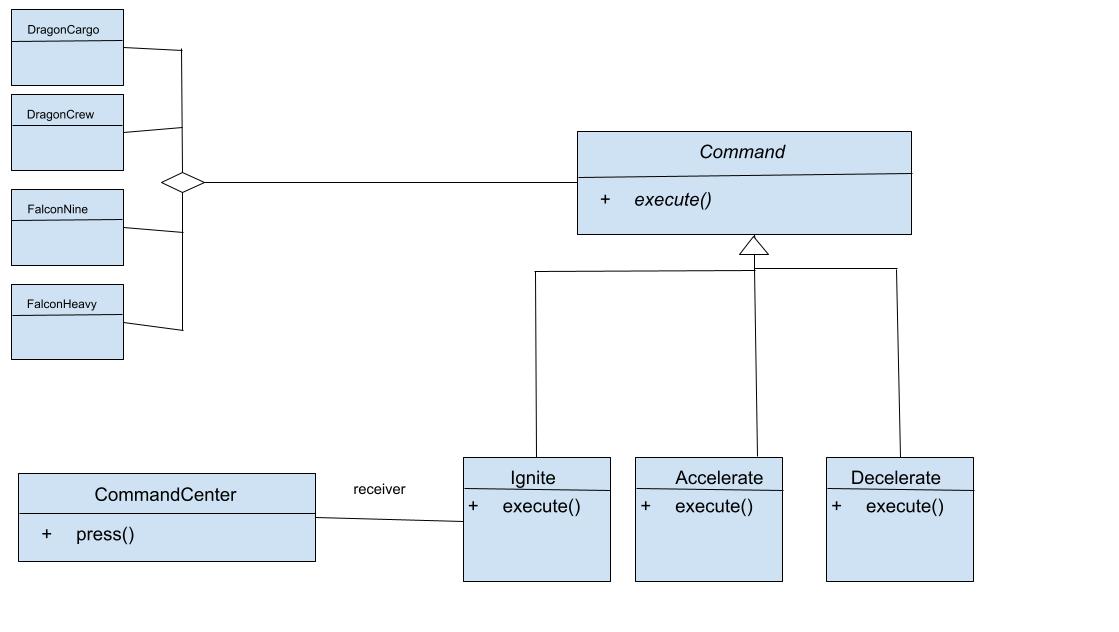 DragonCargo
DragonCrew
FalconNine
FalconHeavy
Command
+ execute()
CommandCenter
+ press()
receiver
Ignite
+ execute()
Accelerate
+ execute()
Decelerate
+ execute()